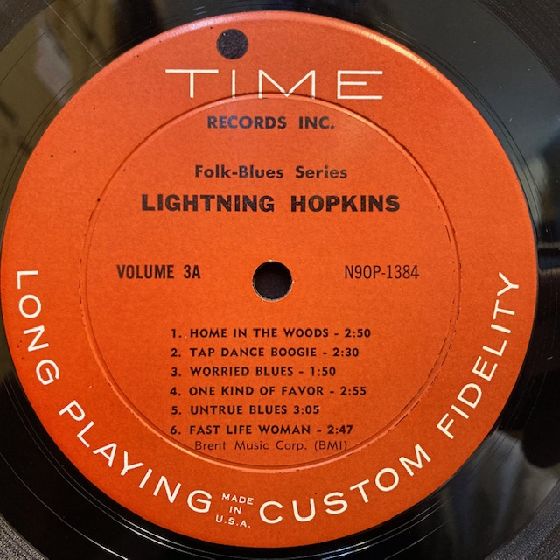 TIME
RECORDS INC.
Folk-Blues Series
LIGHTNING HOPKINS
VOLUME 3A
N90P-1384
1. HOME IN THE WOODS - 2:50
2. TAP DANCE BOOGIE - 2:30
3. WORRIED BLUES - 1:50
4. ONE KIND OF FAVOR - 2:55
5. UNTRUE BLUES 3:05
6. FAST LIFE WOMAN - 2:47
Brent Music Corp. (BMI)
LONG PLAYING CUSTOM FIDELITY
MADE
IN
U.S.A.